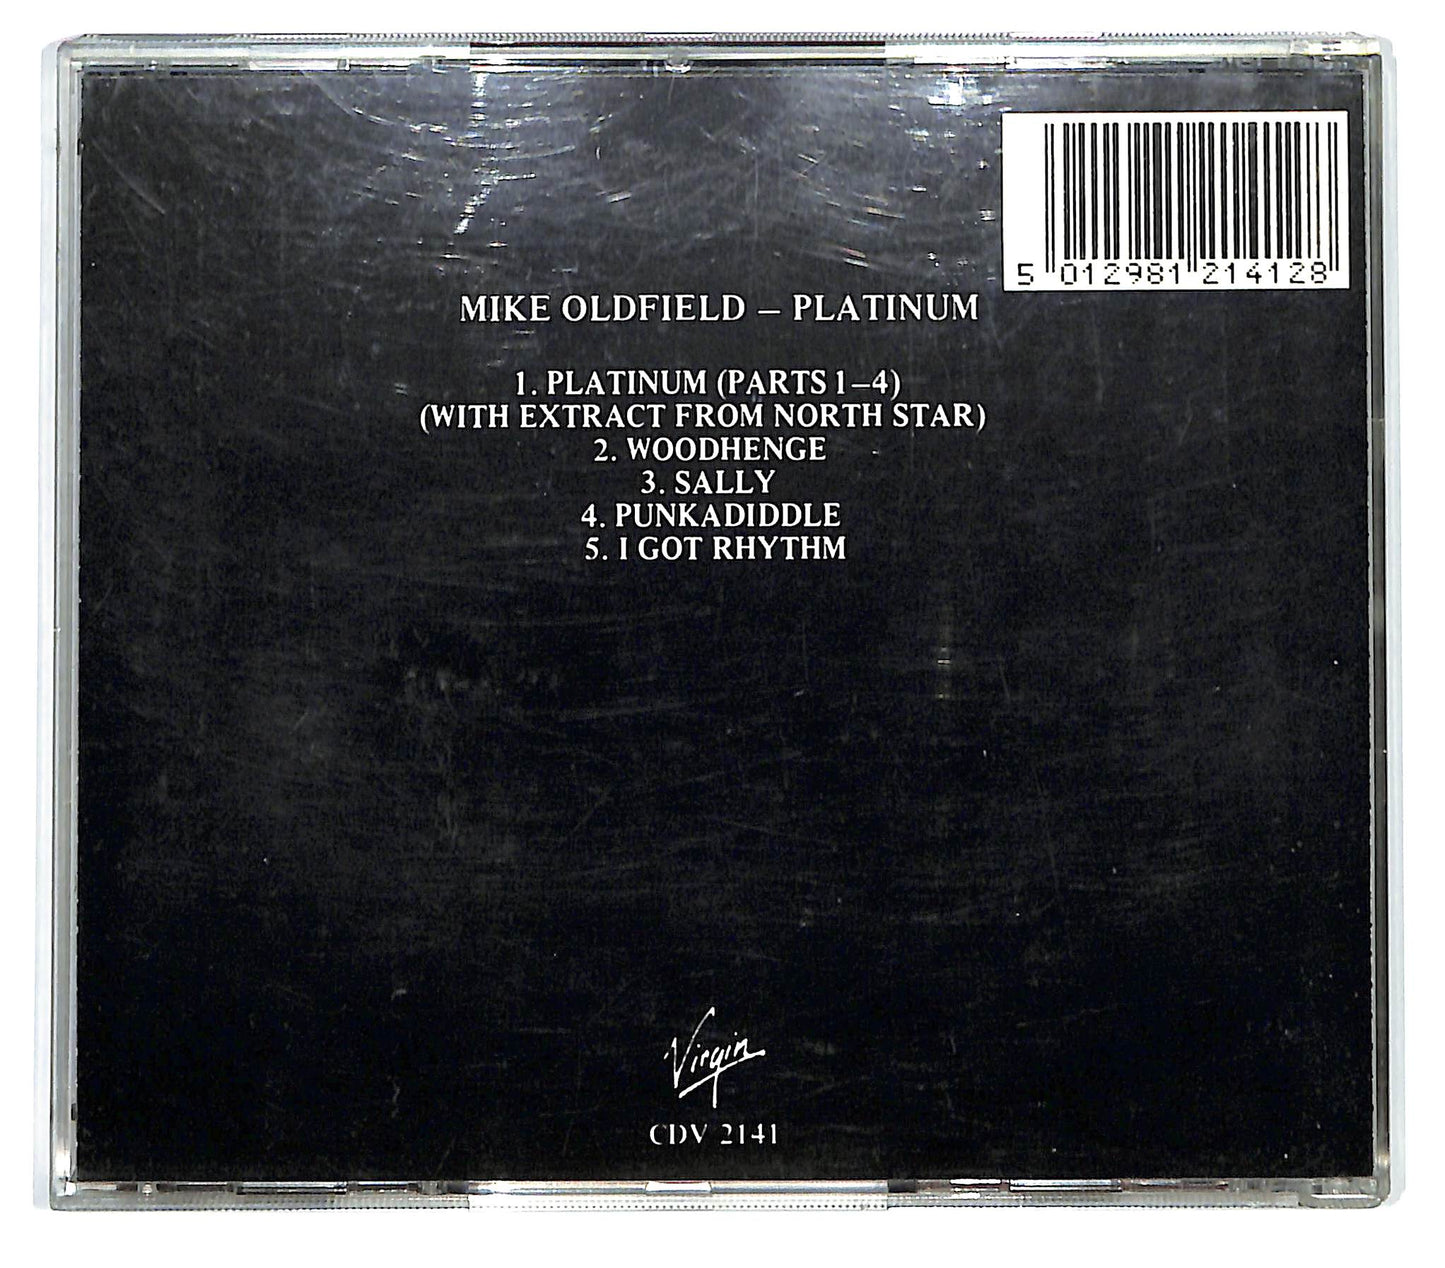 5 012981 214128
MIKE OLDFIELD – PLATINUM
1. PLATINUM (PARTS 1–4)
(WITH EXTRACT FROM NORTH STAR)
2. WOODHENGE
3. SALLY
4. PUNKADIDDLE
5. I GOT RHYTHM
Virgin
CDV 2141